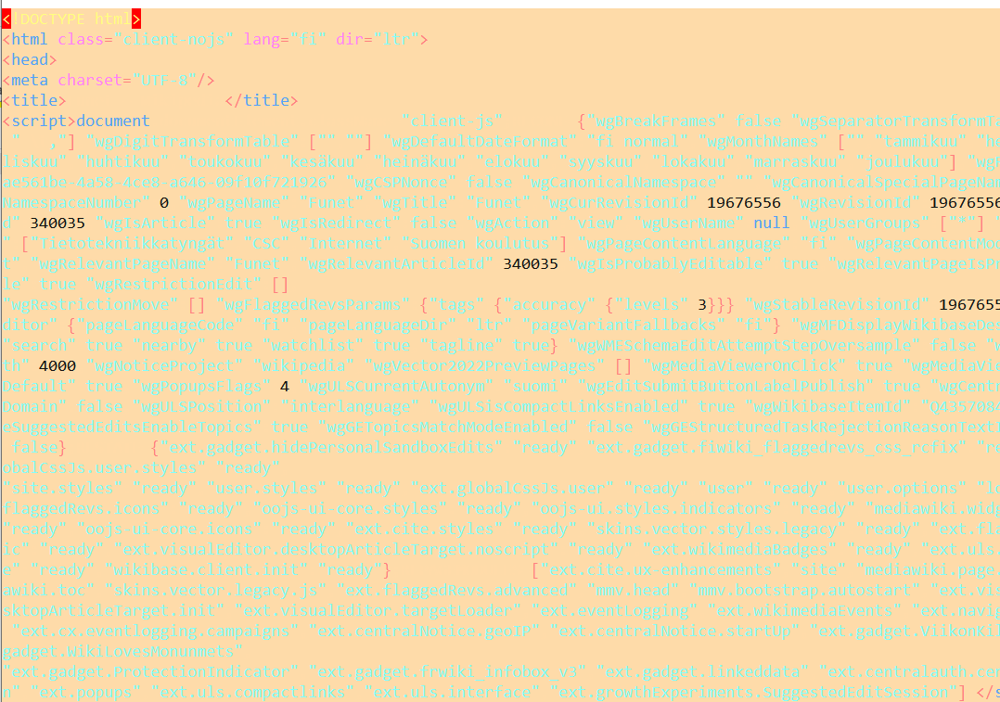 <!DOCTYPE html>
<html class="client-nojs" lang="fi" dir="ltr">
<head>
<meta charset="UTF-8"/>
<title> </title>
<script>document "client-js" {"wgBreakFrames" false "wgSeparatorTransformTa
" ,"] "wgDigitTransformTable" ["" ""] "wgDefaultDateFormat" "fi normal" "wgMonthNames" ["" "tammikuu" "he
liskuu" "huhtikuu" "toukokuu" "kesäkuu" "heinäkuu" "elokuu" "syyskuu" "lokakuu" "marraskuu" "joulukuu"]
ae561be-4a58-4ce8-a646-09f10f721926" "wgCSPNonce" false "wgCanonicalNamespace" "" "wgCanonicalSpecialPageNam
NamespaceNumber" 0 "wgPageName" "Funet" "wgTitle" "Funet" "wgCurRevisionId" 19676556 "wgRevisionId" 19676556
d" 340035 "wgIsArticle" true "wgIsRedirect" false "wgAction" "view" "wgUserName" null "wgUserGroups" ["*"] "
" ["Tietotekniikkatyngät" "CSC" "Internet" "Suomen koulutus"] "wgPageContentLanguage" "fi" "wgPageContentMod
t" "wgRelevantPageName" "Funet" "wgRelevantArticleId" 340035 "wgIsProbablyEditable" true "wgRelevantPageIsPr
le" true "wgRestrictionEdit" []
"wgRestrictionMove" [] "wgFlaggedRevsParams" {"tags" {"accuracy" {"levels" 3}}} "wgStableRevisionId" 1967655
ditor" {"pageLanguageCode" "fi" "pageLanguageDir" "ltr" "pageVariantFallbacks" "fi"} "wgMFDisplayWikibaseDes
"search" true "nearby" true "watchlist" true "tagline" true} "wgWMESchemaEditAttemptStepOversample" false "w
th" 4000 "wgNoticeProject" "wikipedia" "wgVector2022PreviewPages" [] "wgMediaViewerOnClick" true "wgMediaVie
Default" true "wgPopupsFlags" 4 "wgULSCurrentAutonym" "suomi" "wgEditSubmitButtonLabelPublish" true "wgCentr
Domain" false "wgULSPosition" "interlanguage" "wgULSisCompactLinksEnabled" true "wgWikibaseItemId" "Q4357084
eSuggestedEditsEnableTopics" true "wgGETopicsMatchModeEnabled" false "wgGEStructuredTaskRejectionReasonTextI
false} {"ext.gadget.hidePersonalSandboxEdits" "ready" "ext.gadget.fiwiki_flaggedrevs_css_rcfix"
obalCssJs.user.styles" "ready"
"site.styles" "ready" "user.styles" "ready" "ext.globalCssJs.user" "ready" "user" "ready" "user.options" "lo
flaggedRevs.icons" "ready" "oojs-ui-core.styles" "ready" "oojs-ui.styles.indicators" "ready" "mediawiki.widg
"ready" "oojs-ui-core.icons" "ready" "ext.cite.styles" "ready" "skins.vector.styles.legacy" "ready" "ext.fla
ic" "ready" "ext.visualEditor.desktopArticleTarget.noscript" "ready" "ext.wikimediaBadges" "ready" "ext.uls.
e" "ready" "wikibase.client.init" "ready"} ["ext.cite.ux-enhancements" "site" "mediawiki.page.
awiki.toc" "skins.vector.legacy.js" "ext.flaggedRevs.advanced" "mmv.head" "mmv.bootstrap.autostart" "ext.vis
sktopArticleTarget.init" "ext.visualEditor.targetLoader" "ext.eventLogging" "ext.wikimediaEvents" "ext.navig
"ext.cx.eventlogging.campaigns" "ext.centralNotice.geoIP" "ext.centralNotice.startUp" "ext.gadget.ViikonKil
gadget.WikiLovesMonunmets"
"ext.gadget.ProtectionIndicator" "ext.gadget.frwiki_infobox_v3" "ext.gadget.linkeddata" "ext.centralauth.cen
n" "ext.popups" "ext.uls.compactlinks" "ext.uls.interface" "ext.growthExperiments.SuggestedEditSession"] </s